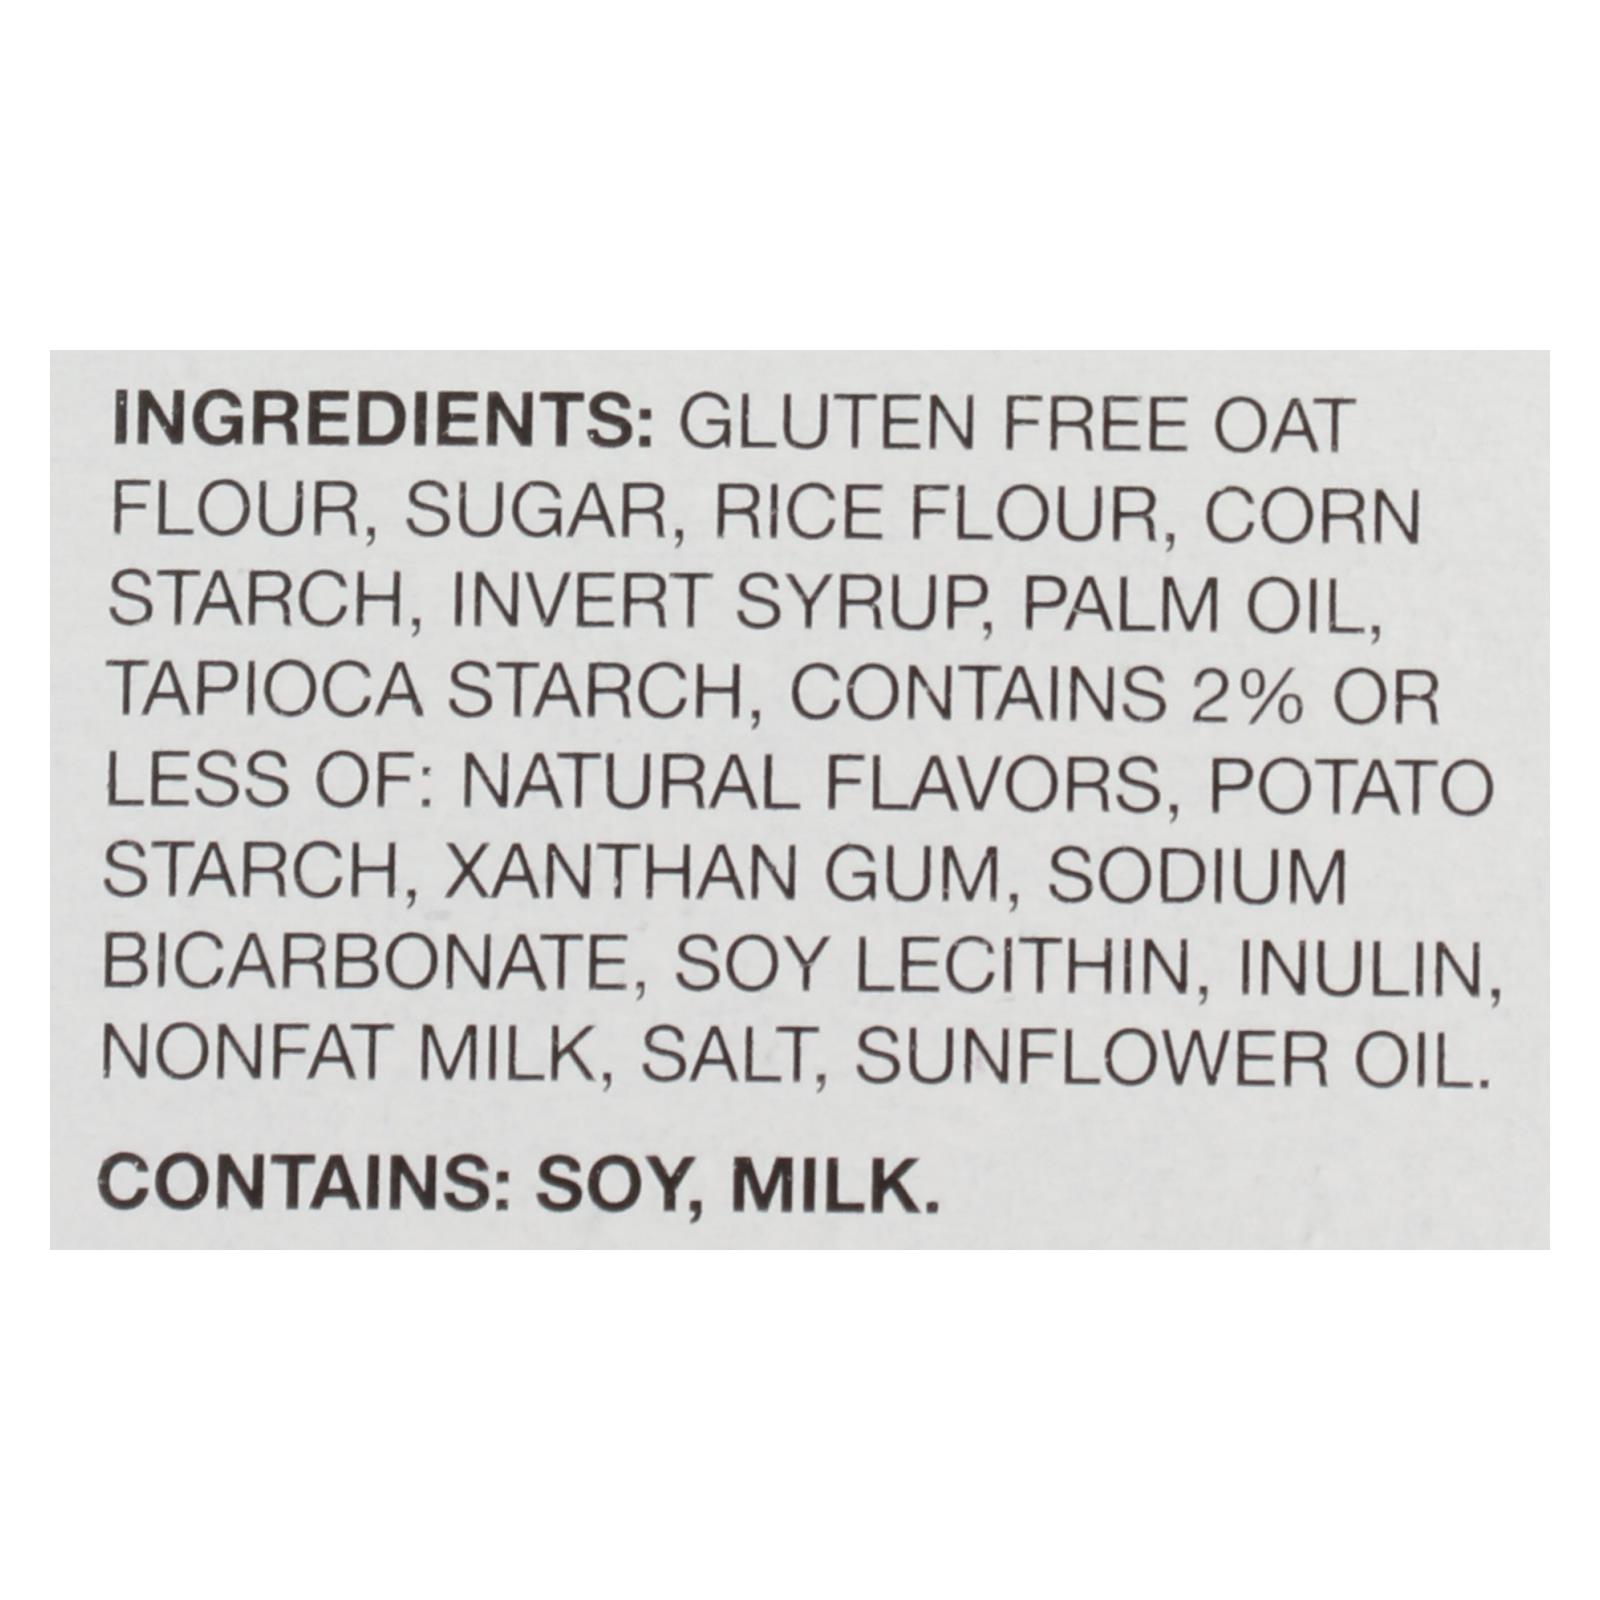 INGREDIENTS: GLUTEN FREE OAT
FLOUR, SUGAR, RICE FLOUR, CORN
STARCH, INVERT SYRUP, PALM OIL,
TAPIOCA STARCH, CONTAINS 2% OR
LESS OF: NATURAL FLAVORS, POTATO
STARCH, XANTHAN GUM, SODIUM
BICARBONATE, SOY LECITHIN, INULIN,
NONFAT MILK, SALT, SUNFLOWER OIL.
CONTAINS: SOY, MILK.